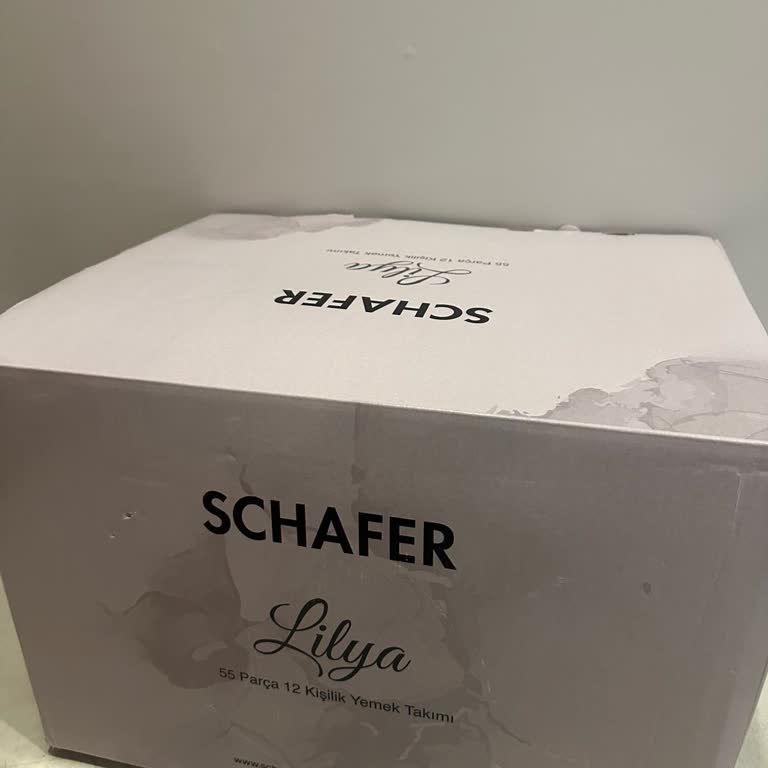 55 Parça 12 Kişilik Yemek Takımı
Lilya
SCHAFER
SCHAFER
Lilya
55 Parça 12 Kişilik Yemek Takımı